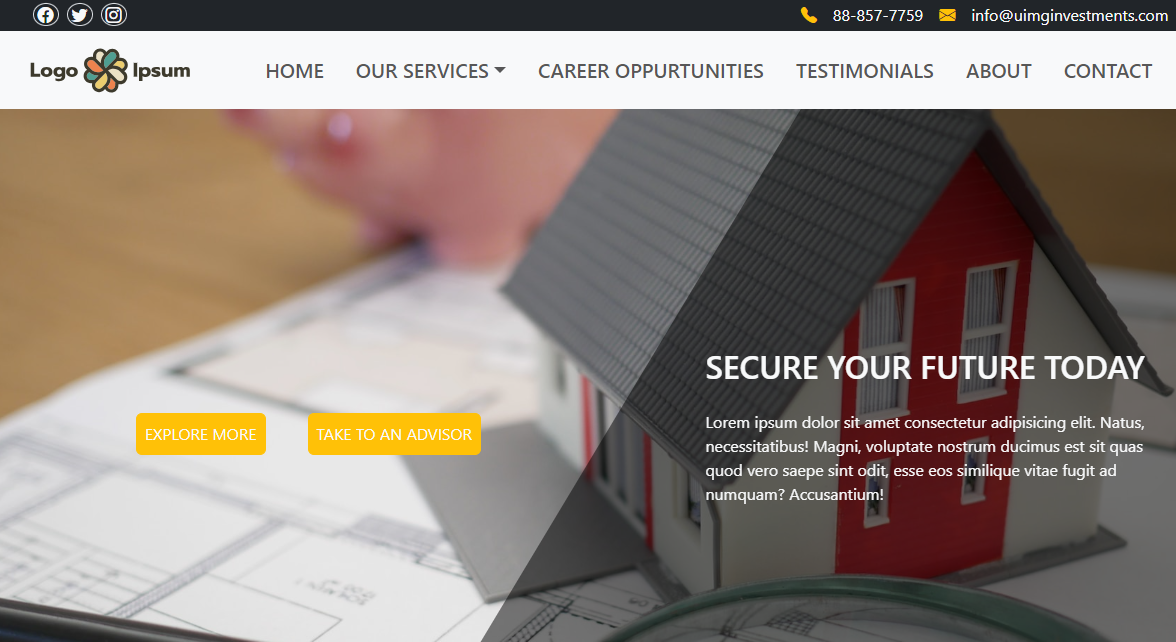 88-857-7759 info@uimginvestments.com
Logo Ipsum HOME OUR SERVICES CAREER OPPURTUNITIES TESTIMONIALS ABOUT CONTACT
SECURE YOUR FUTURE TODAY
Lorem ipsum dolor sit amet consectetur adipisicing elit. Natus,
necessitatibus! Magni, voluptate nostrum ducimus est sit quas
quod vero saepe sint odit, esse eos similique vitae fugit ad
numquam? Accusantium!
EXPLORE MORE TAKE TO AN ADVISOR